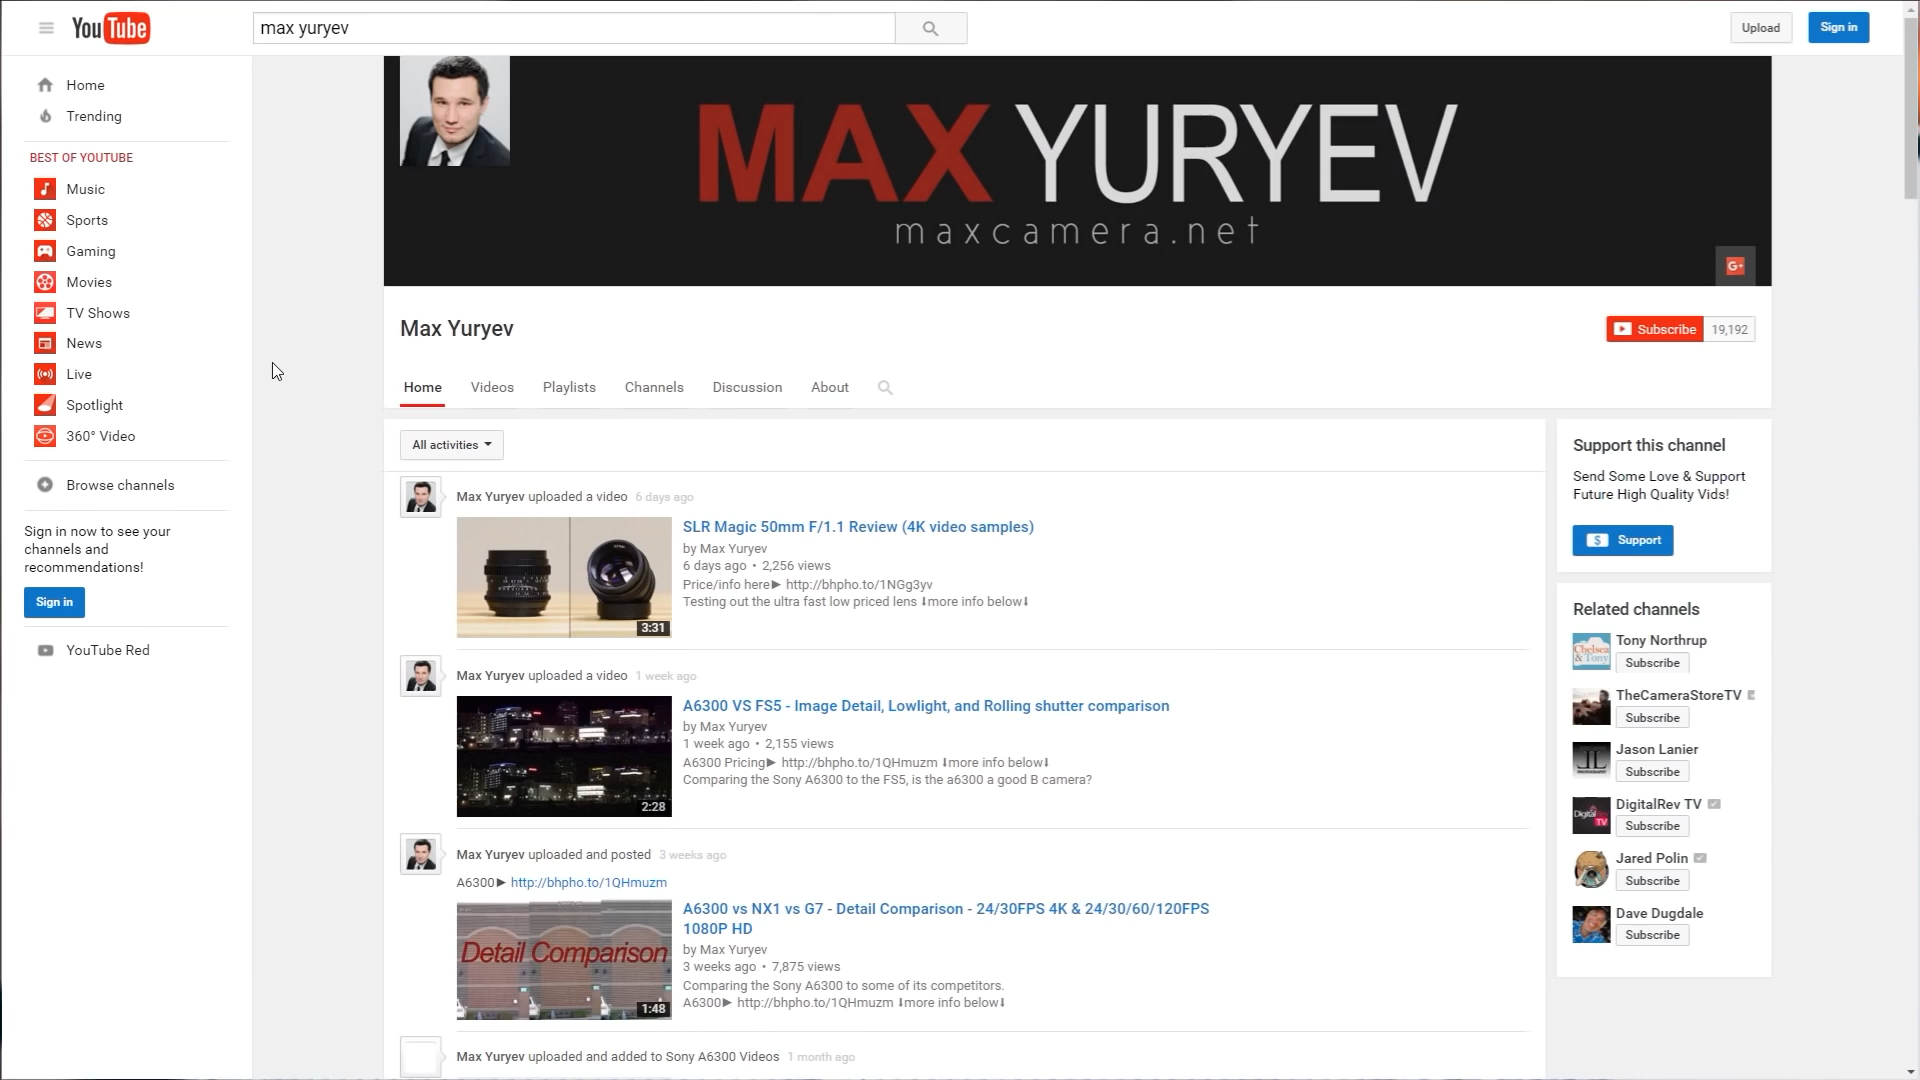 YouTube
max yuryev
Upload
Sign in
Home
Trending
BEST OF YOUTUBE
Music
Sports
Gaming
Movies
TV Shows
News
Live
Spotlight
360° Video
Browse channels
Sign in now to see your
channels and
recommendations!
Sign in
YouTube Red
MAX YURYEV
maxcamera.net
G+
Max Yuryev
Subscribe 19,192
Home Videos Playlists Channels Discussion About
All activities
Max Yuryev uploaded a video 6 days ago
3:31
SLR Magic 50mm F/1.1 Review (4K video samples)
by Max Yuryev
6 days ago • 2,256 views
Price/info here► http://bhpho.to/1NGg3yv
Testing out the ultra fast low priced lens ⬇more info below⬇
Max Yuryev uploaded a video 1 week ago
2:28
A6300 VS FS5 - Image Detail, Lowlight, and Rolling shutter comparison
by Max Yuryev
1 week ago • 2,155 views
A6300 Pricing► http://bhpho.to/1QHmuzm ⬇more info below⬇
Comparing the Sony A6300 to the FS5, is the a6300 a good B camera?
Max Yuryev uploaded and posted 3 weeks ago
A6300► http://bhpho.to/1QHmuzm
Detail Comparison
1:48
A6300 vs NX1 vs G7 - Detail Comparison - 24/30FPS 4K & 24/30/60/120FPS
1080P HD
by Max Yuryev
3 weeks ago • 7,875 views
Comparing the Sony A6300 to some of its competitors.
A6300► http://bhpho.to/1QHmuzm ⬇more info below⬇
Max Yuryev uploaded and added to Sony A6300 Videos 1 month ago
Support this channel
Send Some Love & Support
Future High Quality Vids!
$ Support
Related channels
Chelsea
& Tony
Tony Northrup
Subscribe
TheCameraStoreTV
Subscribe
JL
Jason Lanier
Subscribe
Digital
TV
DigitalRev TV
Subscribe
Jared Polin
Subscribe
Dave Dugdale
Subscribe